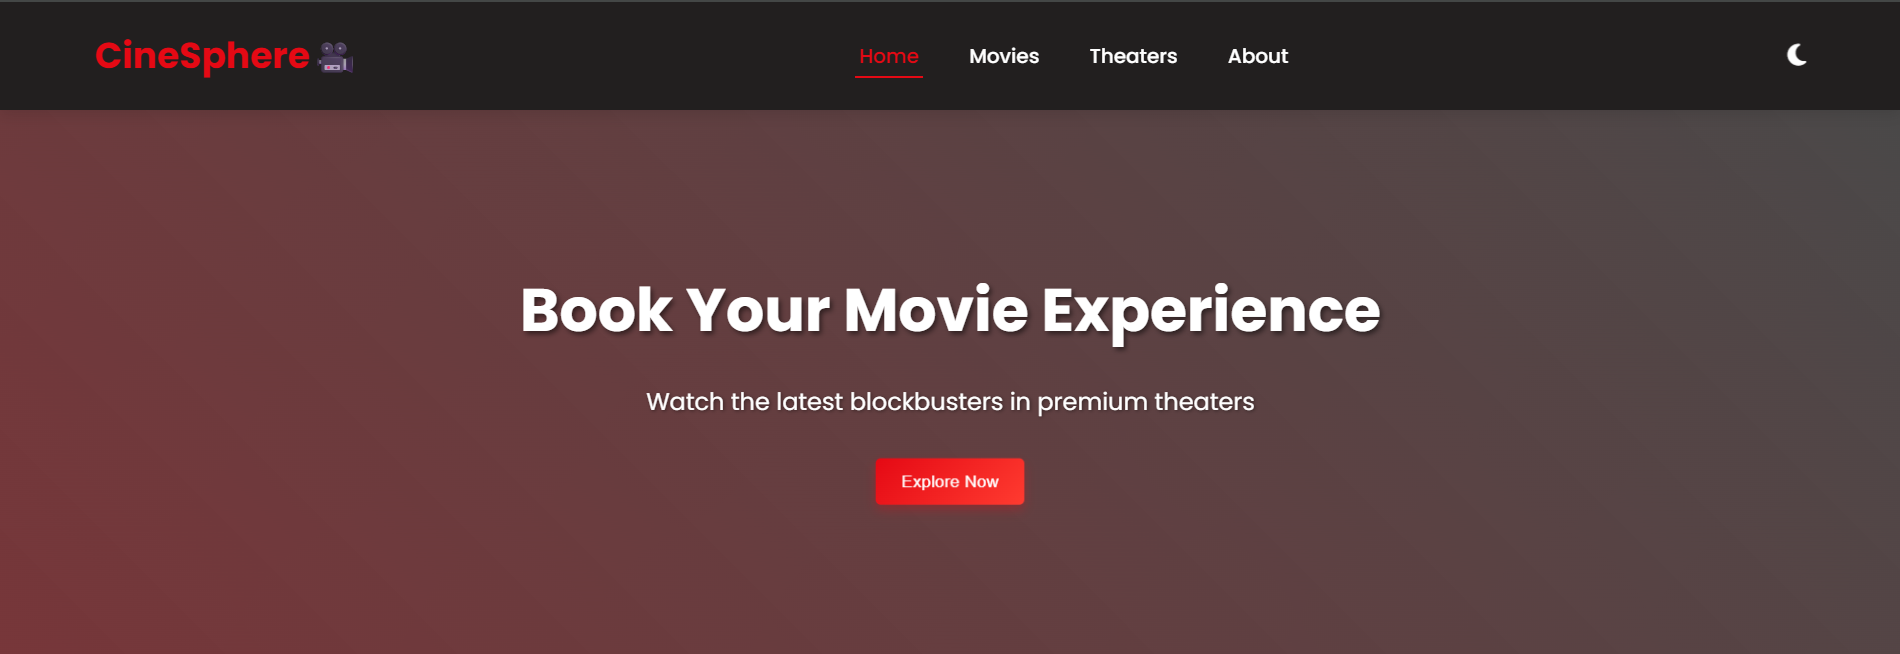 CineSphere
Home Movies Theaters About
Book Your Movie Experience
Watch the latest blockbusters in premium theaters
Explore Now